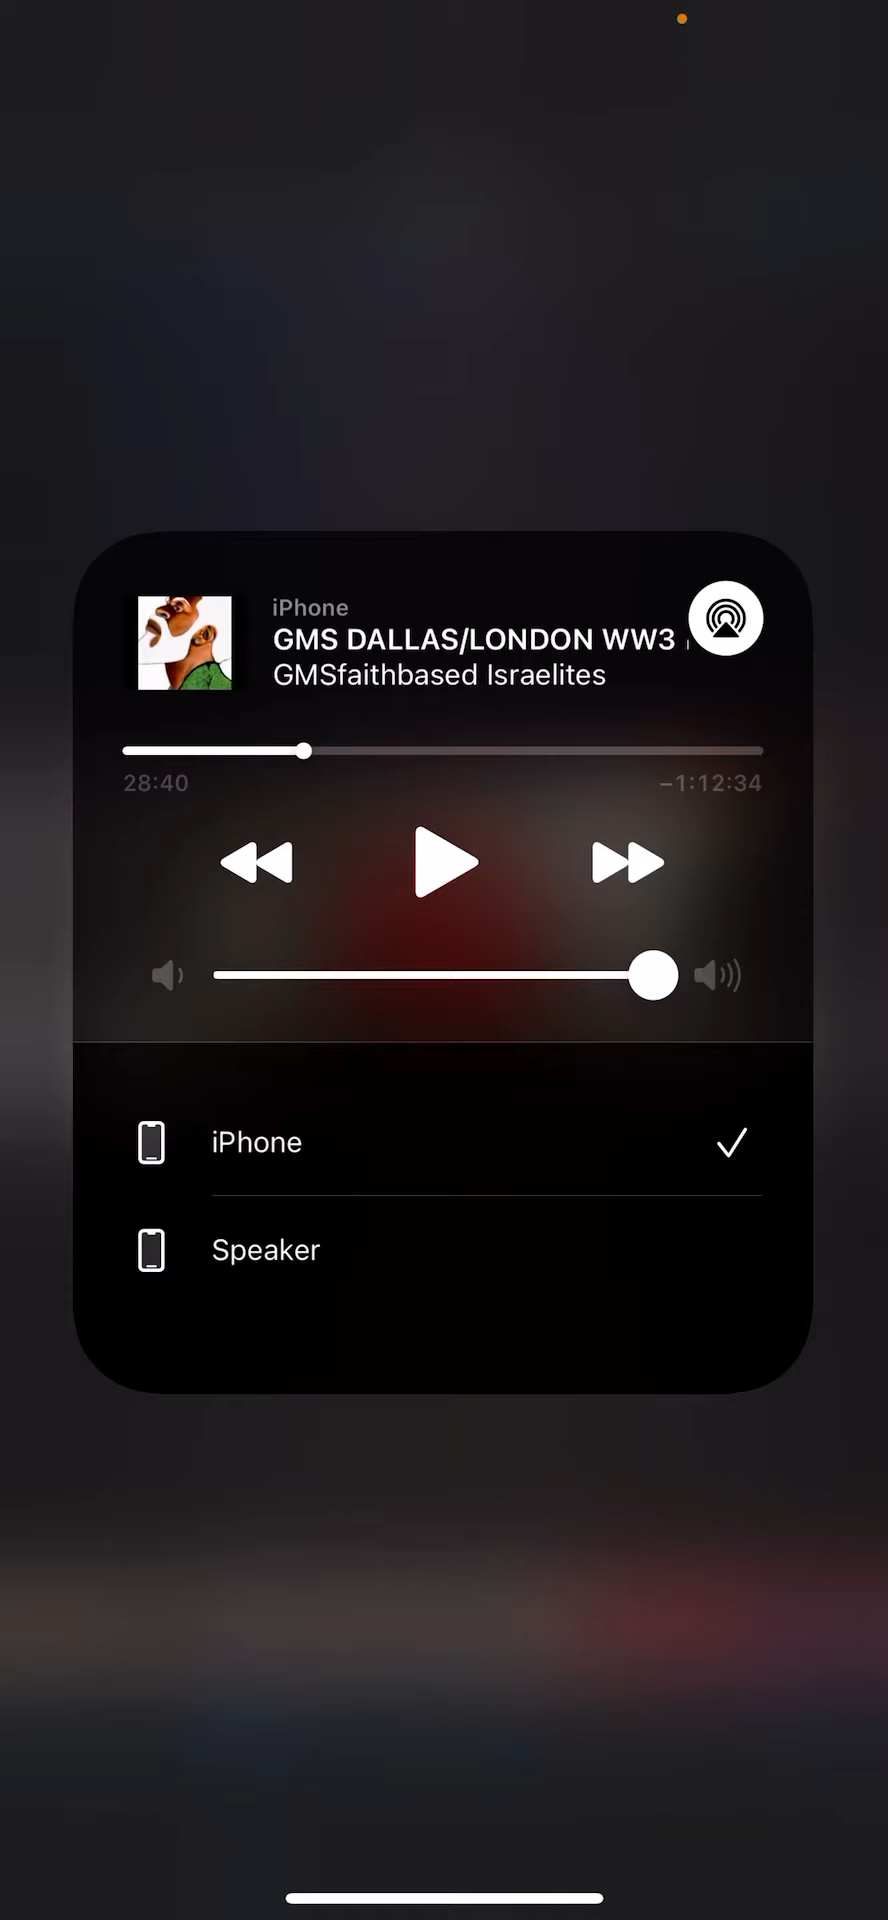 iPhone
GMS DALLAS/LONDON WW3
GMSfaithbased Israelites
28:40
−1:12:34
iPhone
Speaker